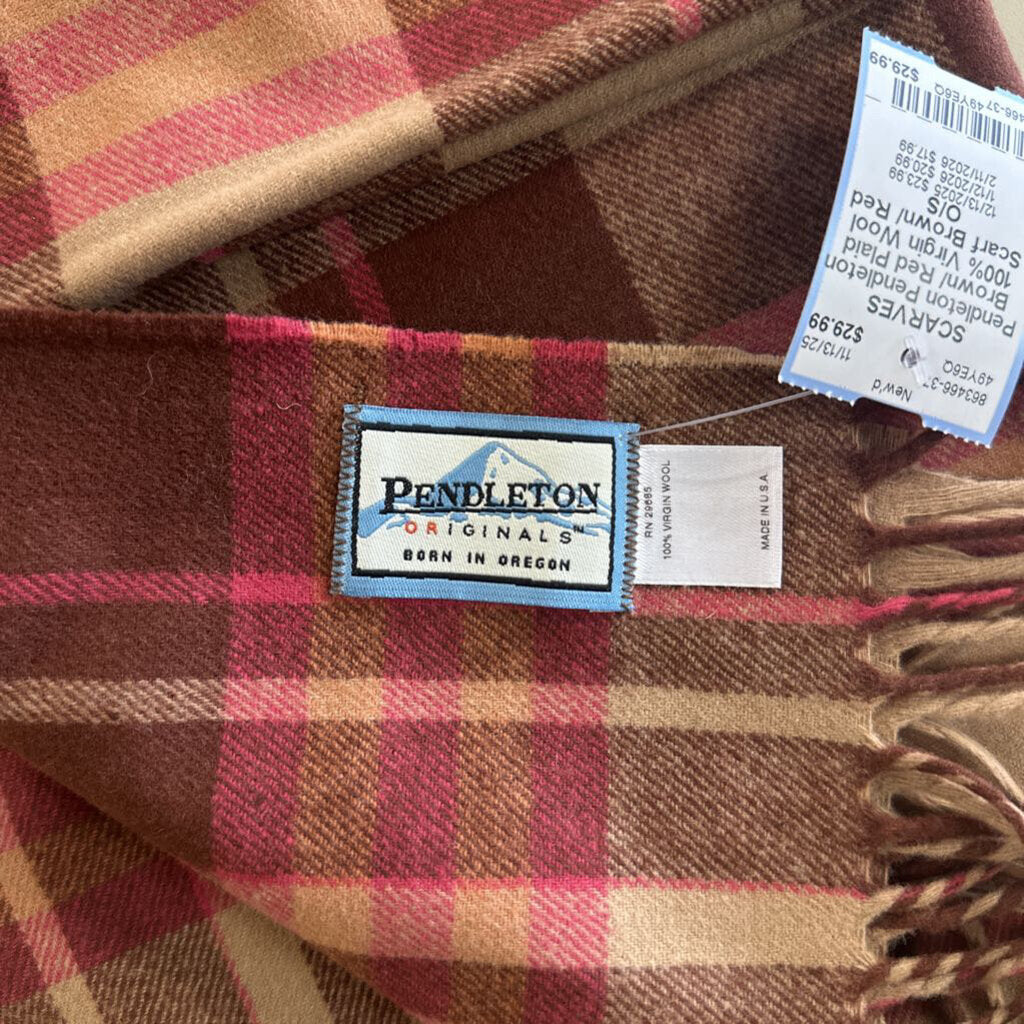 PENDLETON
ORIGINALS™
BORN IN OREGON
RN 29685
100% VIRGIN WOOL
MADE IN U.S.A.
863466-37
49YE6Q
New'd
11/13/25
$29.99
SCARVES
Pendleton Pendleton
Brown/ Red Plaid
100% Virgin Wool
Scarf Brown/ Red
O/S
12/13/2025 $23.99
1/12/2026 $20.99
2/11/2026 $17.99
466-37 49YE6Q
$29.99